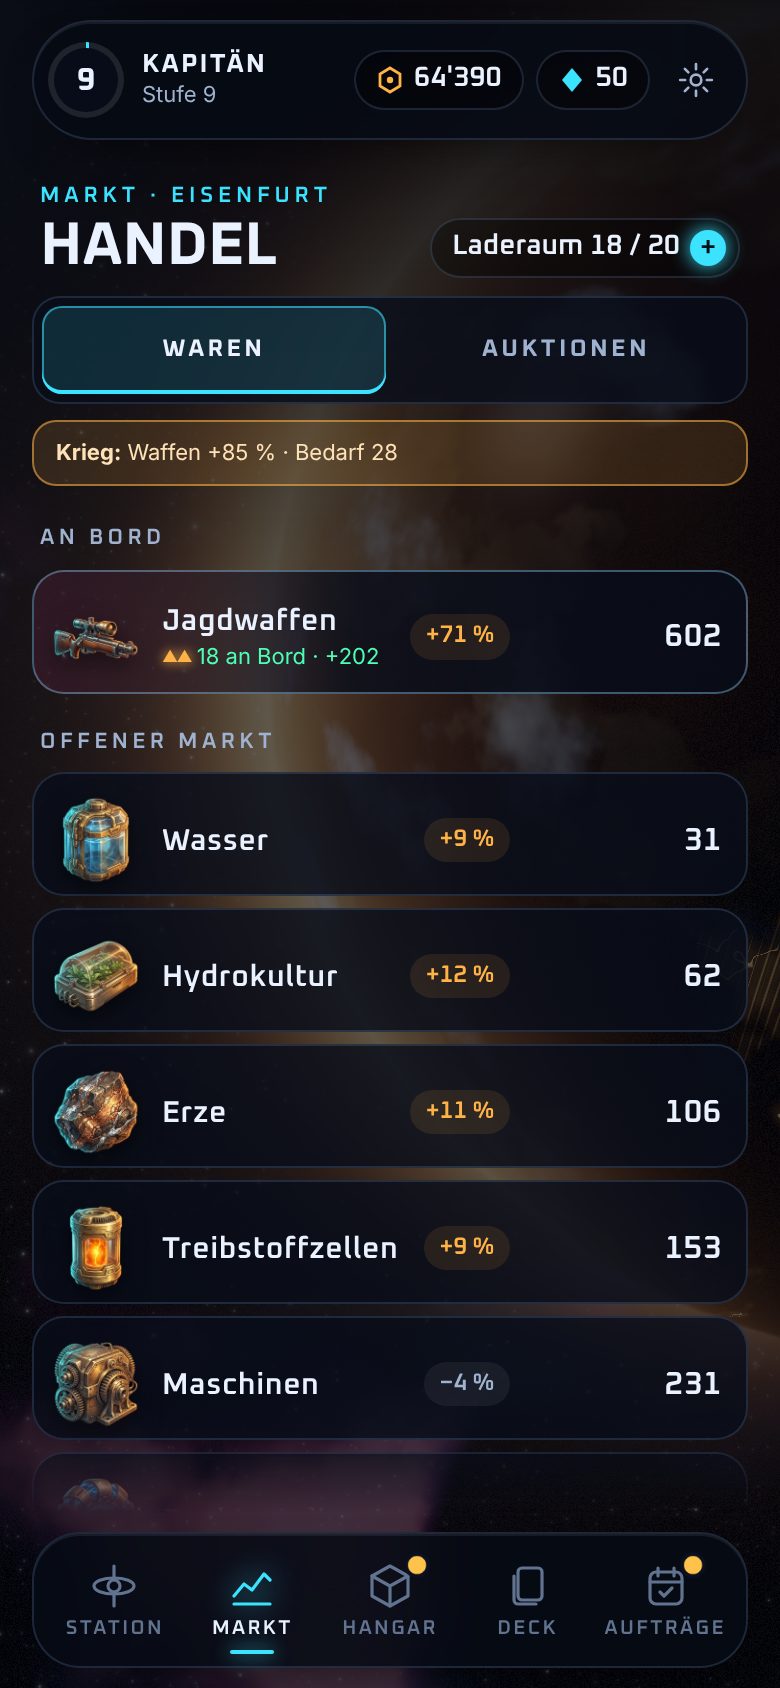 9
KAPITÄN
Stufe 9
64'390
50
MARKT · EISENFURT
HANDEL
Laderaum 18 / 20 +
WAREN
AUKTIONEN
Krieg: Waffen +85 % · Bedarf 28
AN BORD
Jagdwaffen
18 an Bord · +202
+71 %
602
OFFENER MARKT
Wasser +9 % 31
Hydrokultur +12 % 62
Erze +11 % 106
Treibstoffzellen +9 % 153
Maschinen −4 % 231
STATION MARKT HANGAR DECK AUFTRÄGE